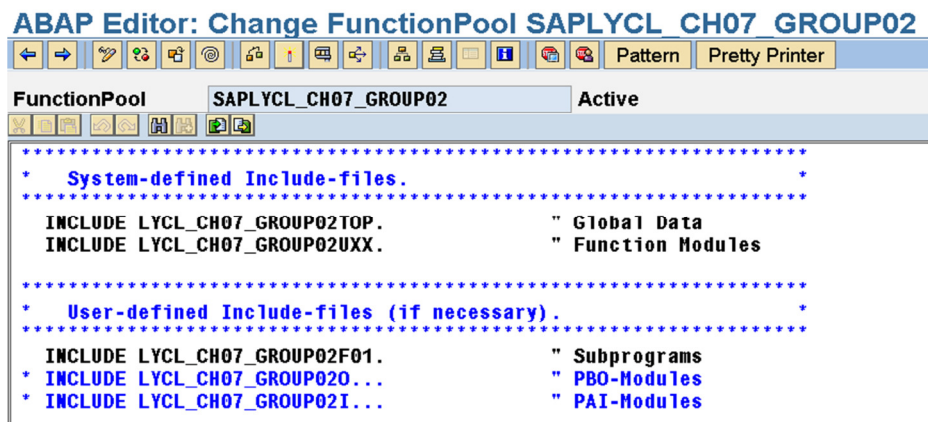 ABAP Editor: Change FunctionPool SAPLYCL_CH07_GROUP02
Pattern Pretty Printer
FunctionPool SAPLYCL_CH07_GROUP02 Active
*******************************************************************
* System-defined Include-files. *
*******************************************************************
INCLUDE LYCL_CH07_GROUP02TOP. " Global Data
INCLUDE LYCL_CH07_GROUP02UXX. " Function Modules
*******************************************************************
* User-defined Include-files (if necessary). *
*******************************************************************
INCLUDE LYCL_CH07_GROUP02F01. " Subprograms
* INCLUDE LYCL_CH07_GROUP02O... " PBO-Modules
* INCLUDE LYCL_CH07_GROUP02I... " PAI-Modules